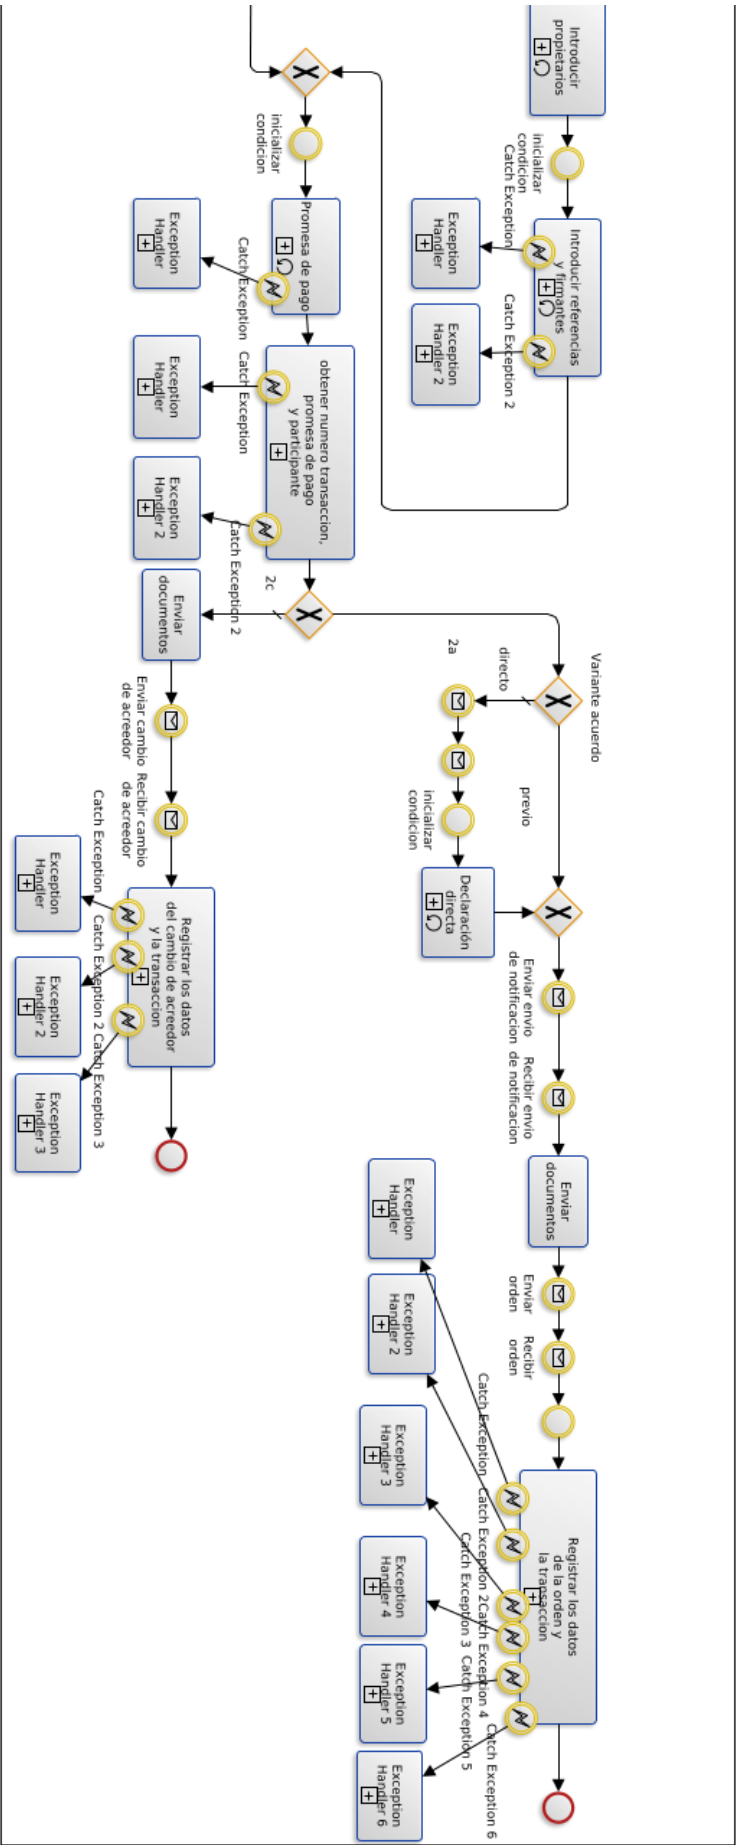 Introducir
propietarios
inicializar
condicion
Catch Exception
Introducir referencias
y firmantes
Catch Exception 2
Exception
Handler
Exception
Handler 2
inicializar
condicion
Promesa de pago
Catch Exception
Exception
Handler
obtener numero transaccion,
promesa de pago
y participante
Catch Exception
Exception
Handler
Catch Exception 2
Exception
Handler 2
2c
Variante acuerdo
directo
2a
previo
inicializar
condicion
Declaración
directa
Enviar envio
de notificacion
Recibir envio
de notificacion
Enviar
documentos
Enviar
orden
Recibir
orden
Registrar los datos
de la orden y
la transaccion
Catch Exception
Catch Exception 2
Catch Exception 3
Catch Exception 4
Catch Exception 5
Catch Exception 6
Exception
Handler
Exception
Handler 2
Exception
Handler 3
Exception
Handler 4
Exception
Handler 5
Exception
Handler 6
Enviar
documentos
Enviar cambio
de acreedor
Recibir cambio
de acreedor
Registrar los datos
del cambio de acreedor
y la transaccion
Catch Exception
Catch Exception 2
Catch Exception 3
Exception
Handler
Exception
Handler 2
Exception
Handler 3